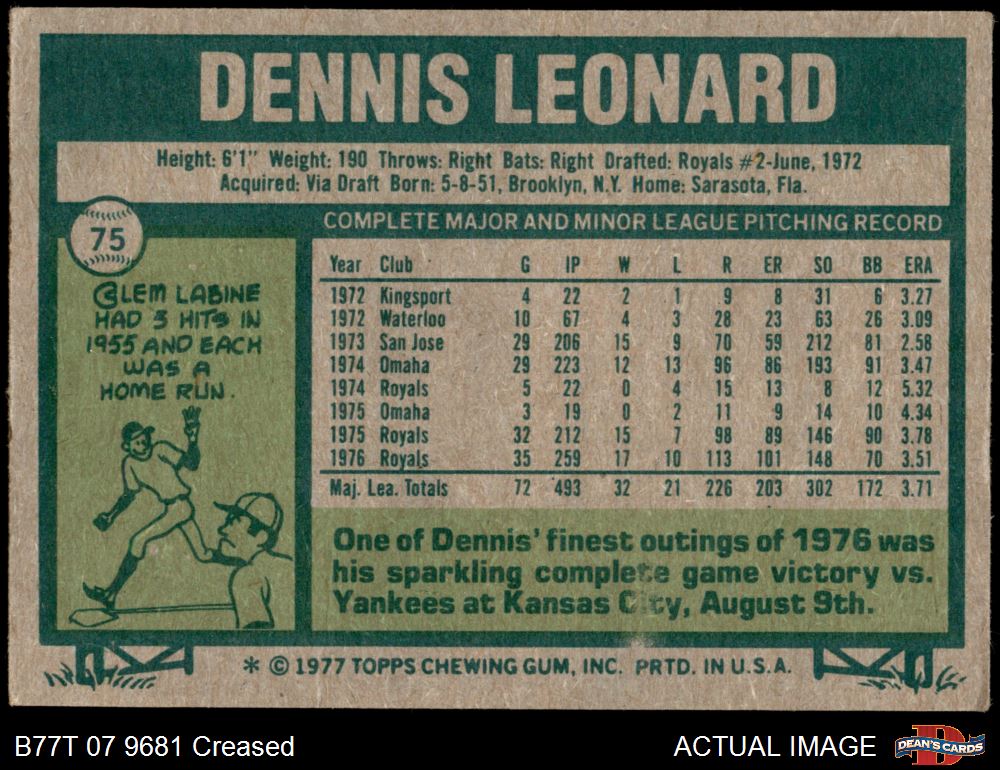 DENNIS LEONARD
Height: 6'1" Weight: 190 Throws: Right Bats: Right Drafted: Royals #2-June, 1972
Acquired: Via Draft Born: 5-8-51, Brooklyn, N.Y. Home: Sarasota, Fla.
75
COMPLETE MAJOR AND MINOR LEAGUE PITCHING RECORD
CLEM LABINE
HAD 3 HITS IN
1955 AND EACH
WAS A
HOME RUN.
Year Club G IP W L R ER SO BB ERA
1972 Kingsport 4 22 2 1 9 8 31 6 3.27
1972 Waterloo 10 67 4 3 28 23 63 26 3.09
1973 San Jose 29 206 15 9 70 59 212 81 2.58
1974 Omaha 29 223 12 13 96 86 193 91 3.47
1974 Royals 5 22 0 4 15 13 8 12 5.32
1975 Omaha 3 19 0 2 11 9 14 10 4.34
1975 Royals 32 212 15 7 98 89 146 90 3.78
1976 Royals 35 259 17 10 113 101 148 70 3.51
Maj. Lea. Totals 72 493 32 21 226 203 302 172 3.71
One of Dennis' finest outings of 1976 was
his sparkling complete game victory vs.
Yankees at Kansas City, August 9th.
* © 1977 TOPPS CHEWING GUM, INC. PRTD. IN U.S.A.
B77T 07 9681 Creased
ACTUAL IMAGE
D
DEAN'S CARDS